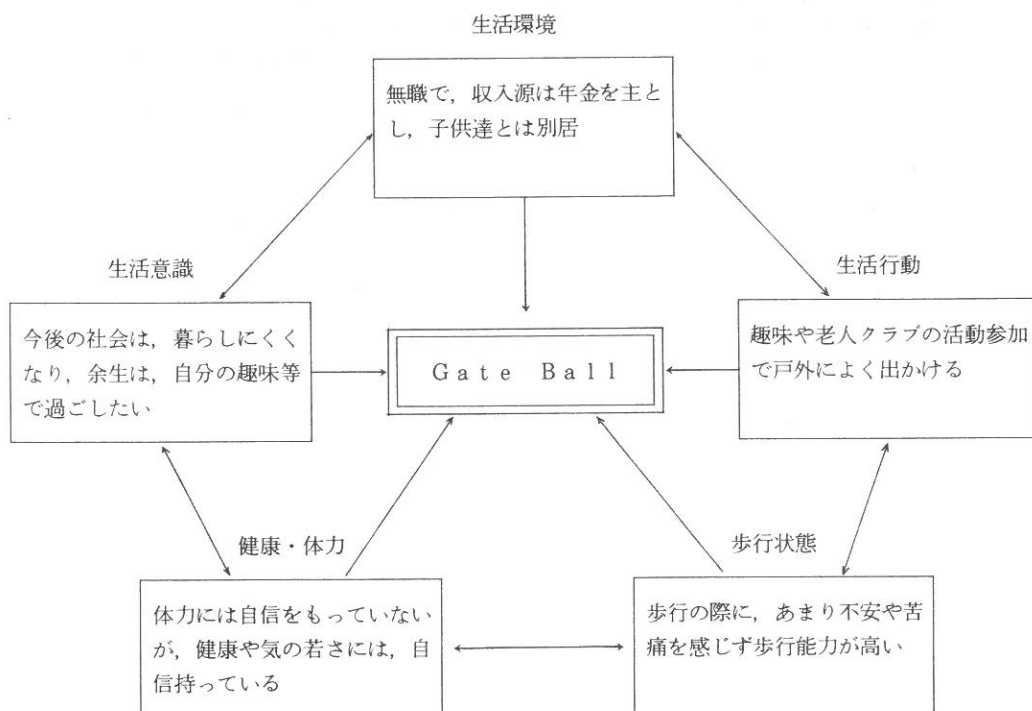 生活環境
無職で，収入源は年金を主と
し，子供達とは別居
生活意識
今後の社会は，暮らしにくく
なり，余生は，自分の趣味等
で過ごしたい
Gate Ball
生活行動
趣味や老人クラブの活動参加
で戸外によく出かける
健康・体力
体力には自信をもっていない
が，健康や気の若さには，自
信持っている
歩行状態
歩行の際に，あまり不安や苦
痛を感じず歩行能力が高い